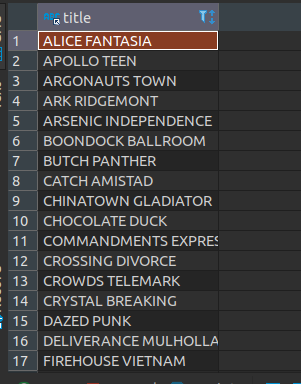 title
1 ALICE FANTASIA
2 APOLLO TEEN
3 ARGONAUTS TOWN
4 ARK RIDGEMONT
5 ARSENIC INDEPENDENCE
6 BOONDOCK BALLROOM
7 BUTCH PANTHER
8 CATCH AMISTAD
9 CHINATOWN GLADIATOR
10 CHOCOLATE DUCK
11 COMMANDMENTS EXPRES
12 CROSSING DIVORCE
13 CROWDS TELEMARK
14 CRYSTAL BREAKING
15 DAZED PUNK
16 DELIVERANCE MULHOLLA
17 FIREHOUSE VIETNAM